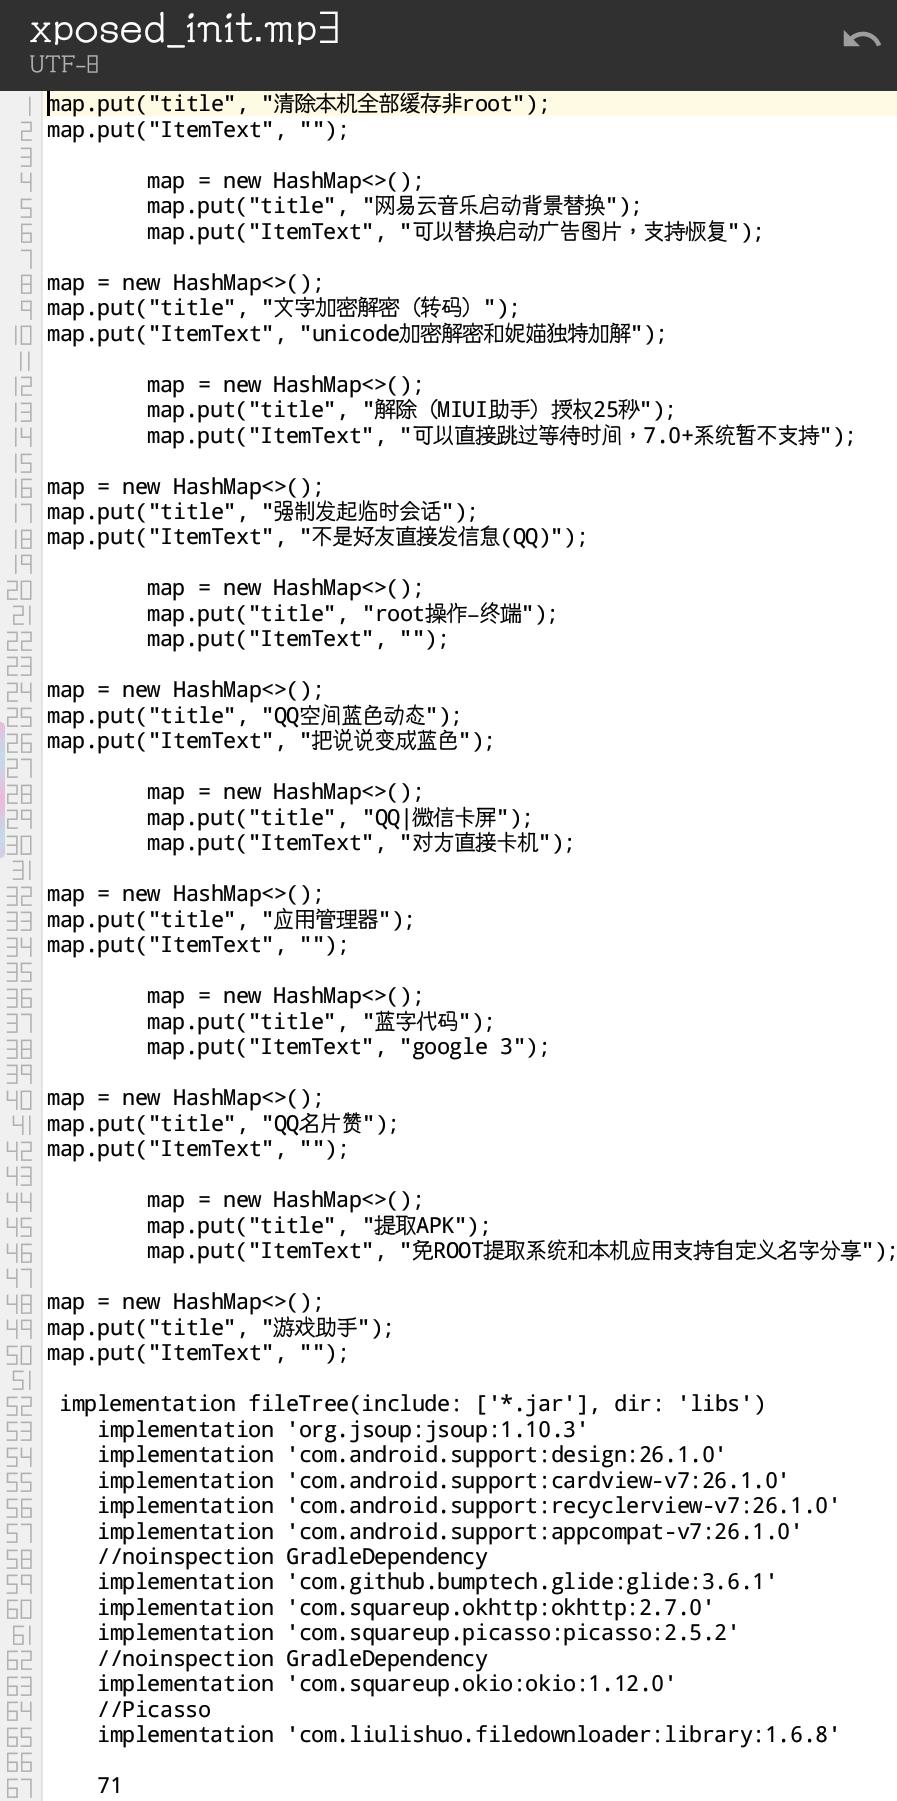 xposed_init.mp3
UTF-8
1 map.put("title", "清除本机全部缓存非root");
2 map.put("ItemText", "");
3
4 map = new HashMap<>();
5 map.put("title", "网易云音乐启动背景替换");
6 map.put("ItemText", "可以替换启动广告图片，支持恢复");
7
8 map = new HashMap<>();
9 map.put("title", "文字加密解密（转码）");
10 map.put("ItemText", "unicode加密解密和妮媌独特加解");
11
12 map = new HashMap<>();
13 map.put("title", "解除（MIUI助手）授权25秒");
14 map.put("ItemText", "可以直接跳过等待时间，7.0+系统暂不支持");
15
16 map = new HashMap<>();
17 map.put("title", "强制发起临时会话");
18 map.put("ItemText", "不是好友直接发信息(QQ)");
19
20 map = new HashMap<>();
21 map.put("title", "root操作—终端");
22 map.put("ItemText", "");
23
24 map = new HashMap<>();
25 map.put("title", "QQ空间蓝色动态");
26 map.put("ItemText", "把说说变成蓝色");
27
28 map = new HashMap<>();
29 map.put("title", "QQ|微信卡屏");
30 map.put("ItemText", "对方直接卡机");
31
32 map = new HashMap<>();
33 map.put("title", "应用管理器");
34 map.put("ItemText", "");
35
36 map = new HashMap<>();
37 map.put("title", "蓝字代码");
38 map.put("ItemText", "google 3");
39
40 map = new HashMap<>();
41 map.put("title", "QQ名片赞");
42 map.put("ItemText", "");
43
44 map = new HashMap<>();
45 map.put("title", "提取APK");
46 map.put("ItemText", "免ROOT提取系统和本机应用支持自定义名字分享");
47
48 map = new HashMap<>();
49 map.put("title", "游戏助手");
50 map.put("ItemText", "");
51
52 implementation fileTree(include: ['*.jar'], dir: 'libs')
53 implementation 'org.jsoup:jsoup:1.10.3'
54 implementation 'com.android.support:design:26.1.0'
55 implementation 'com.android.support:cardview-v7:26.1.0'
56 implementation 'com.android.support:recyclerview-v7:26.1.0'
57 implementation 'com.android.support:appcompat-v7:26.1.0'
58 //noinspection GradleDependency
59 implementation 'com.github.bumptech.glide:glide:3.6.1'
60 implementation 'com.squareup.okhttp:okhttp:2.7.0'
61 implementation 'com.squareup.picasso:picasso:2.5.2'
62 //noinspection GradleDependency
63 implementation 'com.squareup.okio:okio:1.12.0'
64 //Picasso
65 implementation 'com.liulishuo.filedownloader:library:1.6.8'
66
67 71